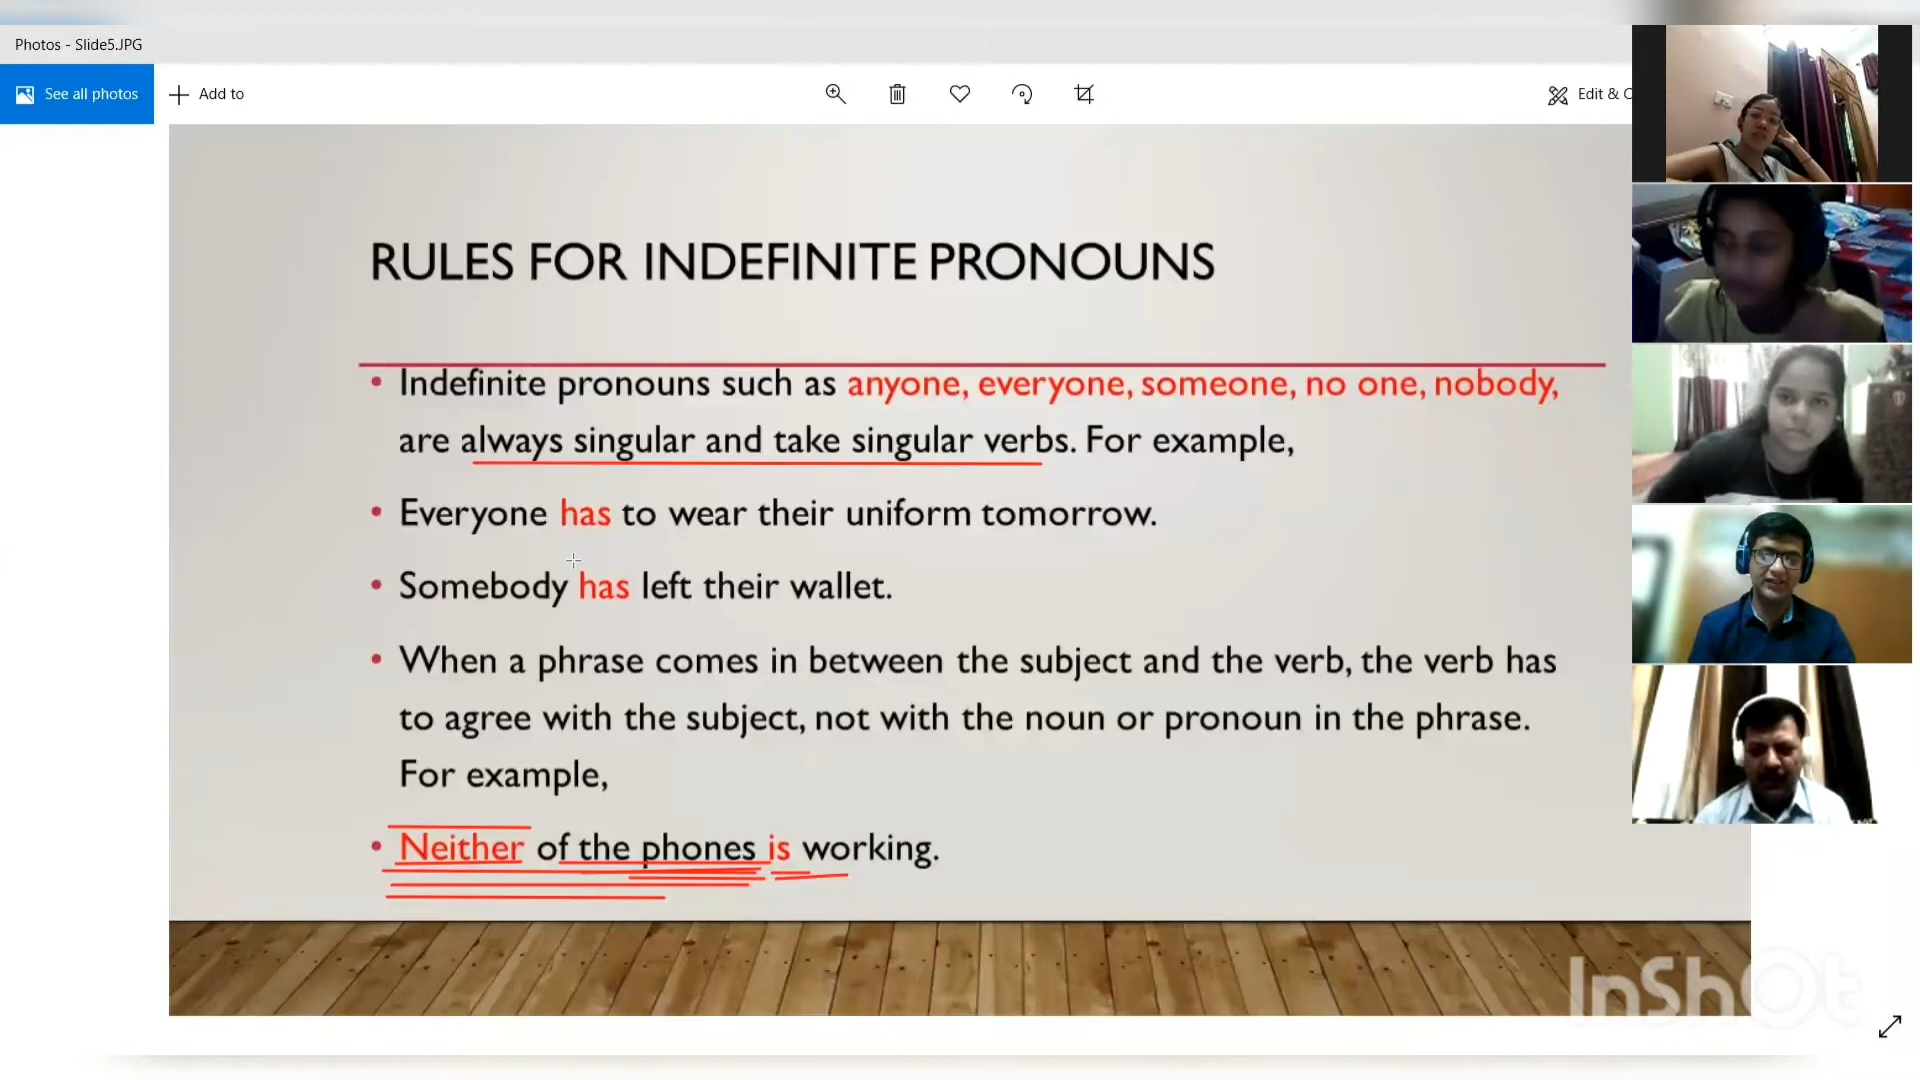 Photos - Slide5.JPG
See all photos
Add to
Edit & C
RULES FOR INDEFINITE PRONOUNS
• Indefinite pronouns such as anyone, everyone, someone, no one, nobody,
are always singular and take singular verbs. For example,
• Everyone has to wear their uniform tomorrow.
• Somebody has left their wallet.
• When a phrase comes in between the subject and the verb, the verb has
to agree with the subject, not with the noun or pronoun in the phrase.
For example,
• Neither of the phones is working.
InShOt